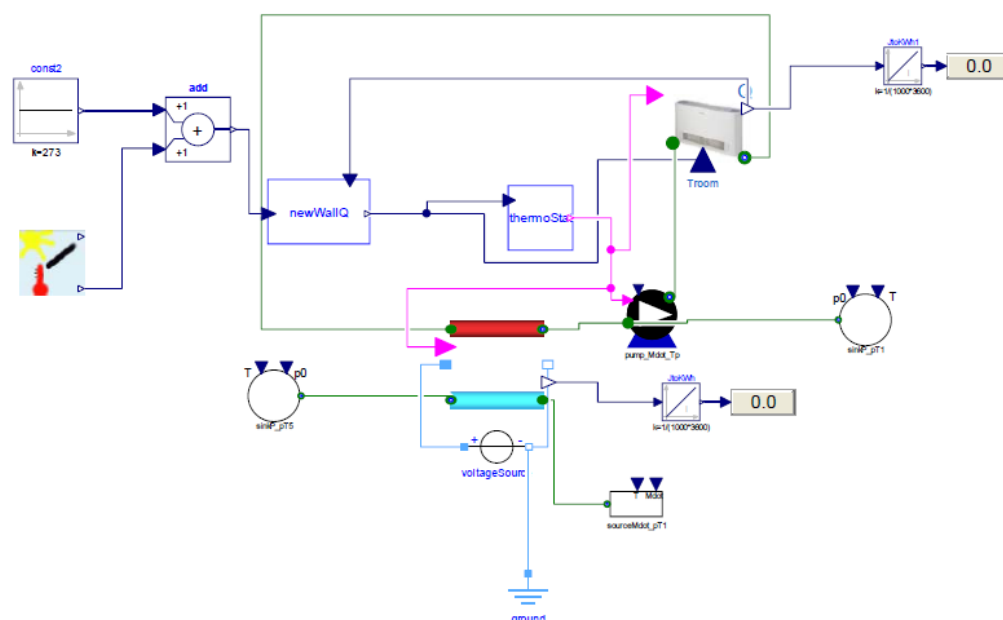 JtoKWh1
0.0
k=1/(1000*3600)
const2
k=273
add
+1
+
+1
Q
Troom
newWallQ
thermoSta
p0
T
sinkP_pT1
pump_Mdot_Tp
T
p0
sinkP_pT5
JtoKWh
0.0
k=1/(1000*3600)
+
-
voltageSourc
T
Mdot
sourceMdot_pT1
ground